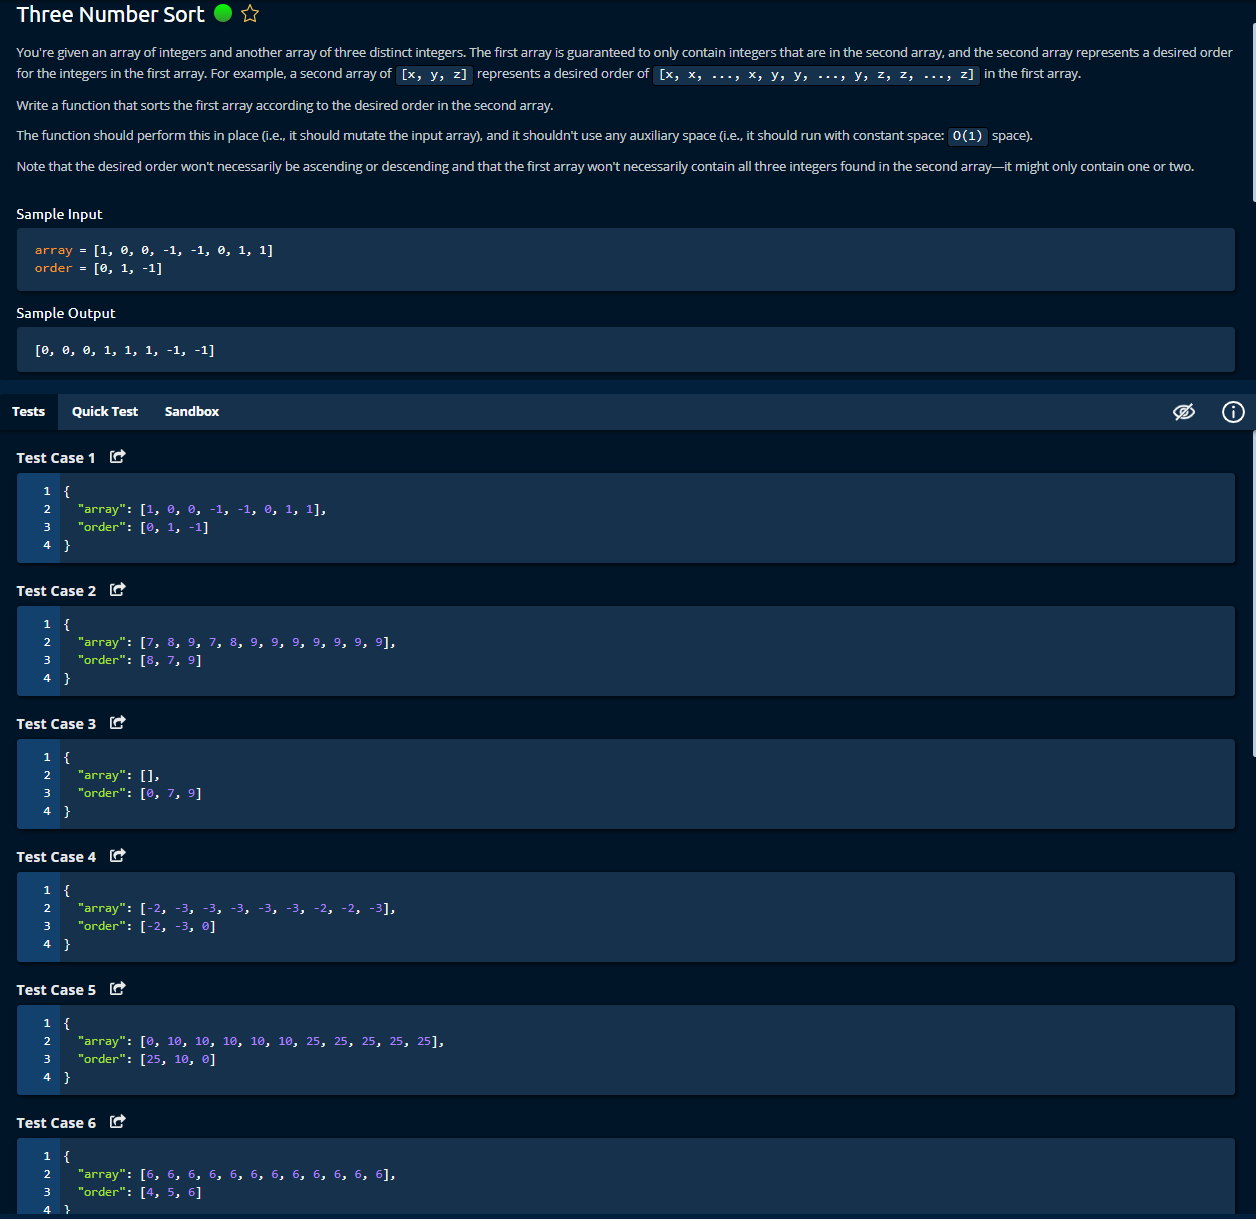 Three Number Sort
You're given an array of integers and another array of three distinct integers. The first array is guaranteed to only contain integers that are in the second array, and the second array represents a desired order
for the integers in the first array. For example, a second array of [x, y, z] represents a desired order of [x, x, ..., x, y, y, ..., y, z, z, ..., z] in the first array.
Write a function that sorts the first array according to the desired order in the second array.
The function should perform this in place (i.e., it should mutate the input array), and it shouldn't use any auxiliary space (i.e., it should run with constant space: O(1) space).
Note that the desired order won't necessarily be ascending or descending and that the first array won't necessarily contain all three integers found in the second array—it might only contain one or two.
Sample Input
array = [1, 0, 0, -1, -1, 0, 1, 1]
order = [0, 1, -1]
Sample Output
[0, 0, 0, 1, 1, 1, -1, -1]
Tests Quick Test Sandbox
Test Case 1
1 {
2 "array": [1, 0, 0, -1, -1, 0, 1, 1],
3 "order": [0, 1, -1]
4 }
Test Case 2
1 {
2 "array": [7, 8, 9, 7, 8, 9, 9, 9, 9, 9, 9, 9],
3 "order": [8, 7, 9]
4 }
Test Case 3
1 {
2 "array": [],
3 "order": [0, 7, 9]
4 }
Test Case 4
1 {
2 "array": [-2, -3, -3, -3, -3, -3, -2, -2, -3],
3 "order": [-2, -3, 0]
4 }
Test Case 5
1 {
2 "array": [0, 10, 10, 10, 10, 10, 25, 25, 25, 25, 25],
3 "order": [25, 10, 0]
4 }
Test Case 6
1 {
2 "array": [6, 6, 6, 6, 6, 6, 6, 6, 6, 6, 6, 6],
3 "order": [4, 5, 6]
4 }